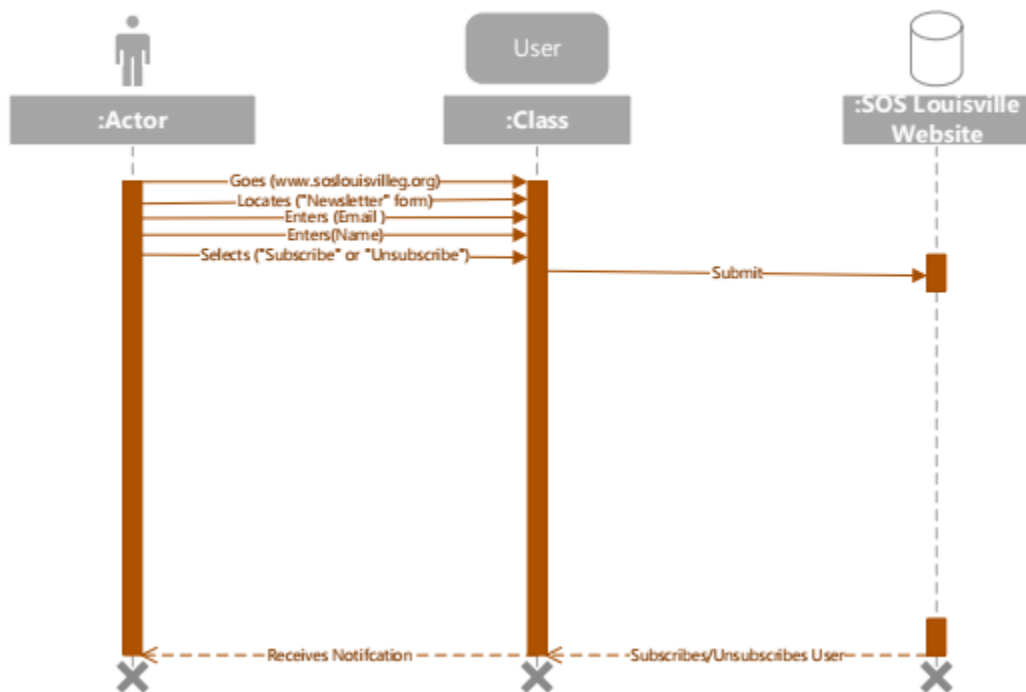 User
:Actor
:Class
:SOS Louisville
Website
Goes (www.soslouisvilleg.org)
Locates ("Newsletter" form)
Enters (Email )
Enters(Name)
Selects ("Subscribe" or "Unsubscribe")
Submit
Receives Notifcation
Subscribes/Unsubscribes User